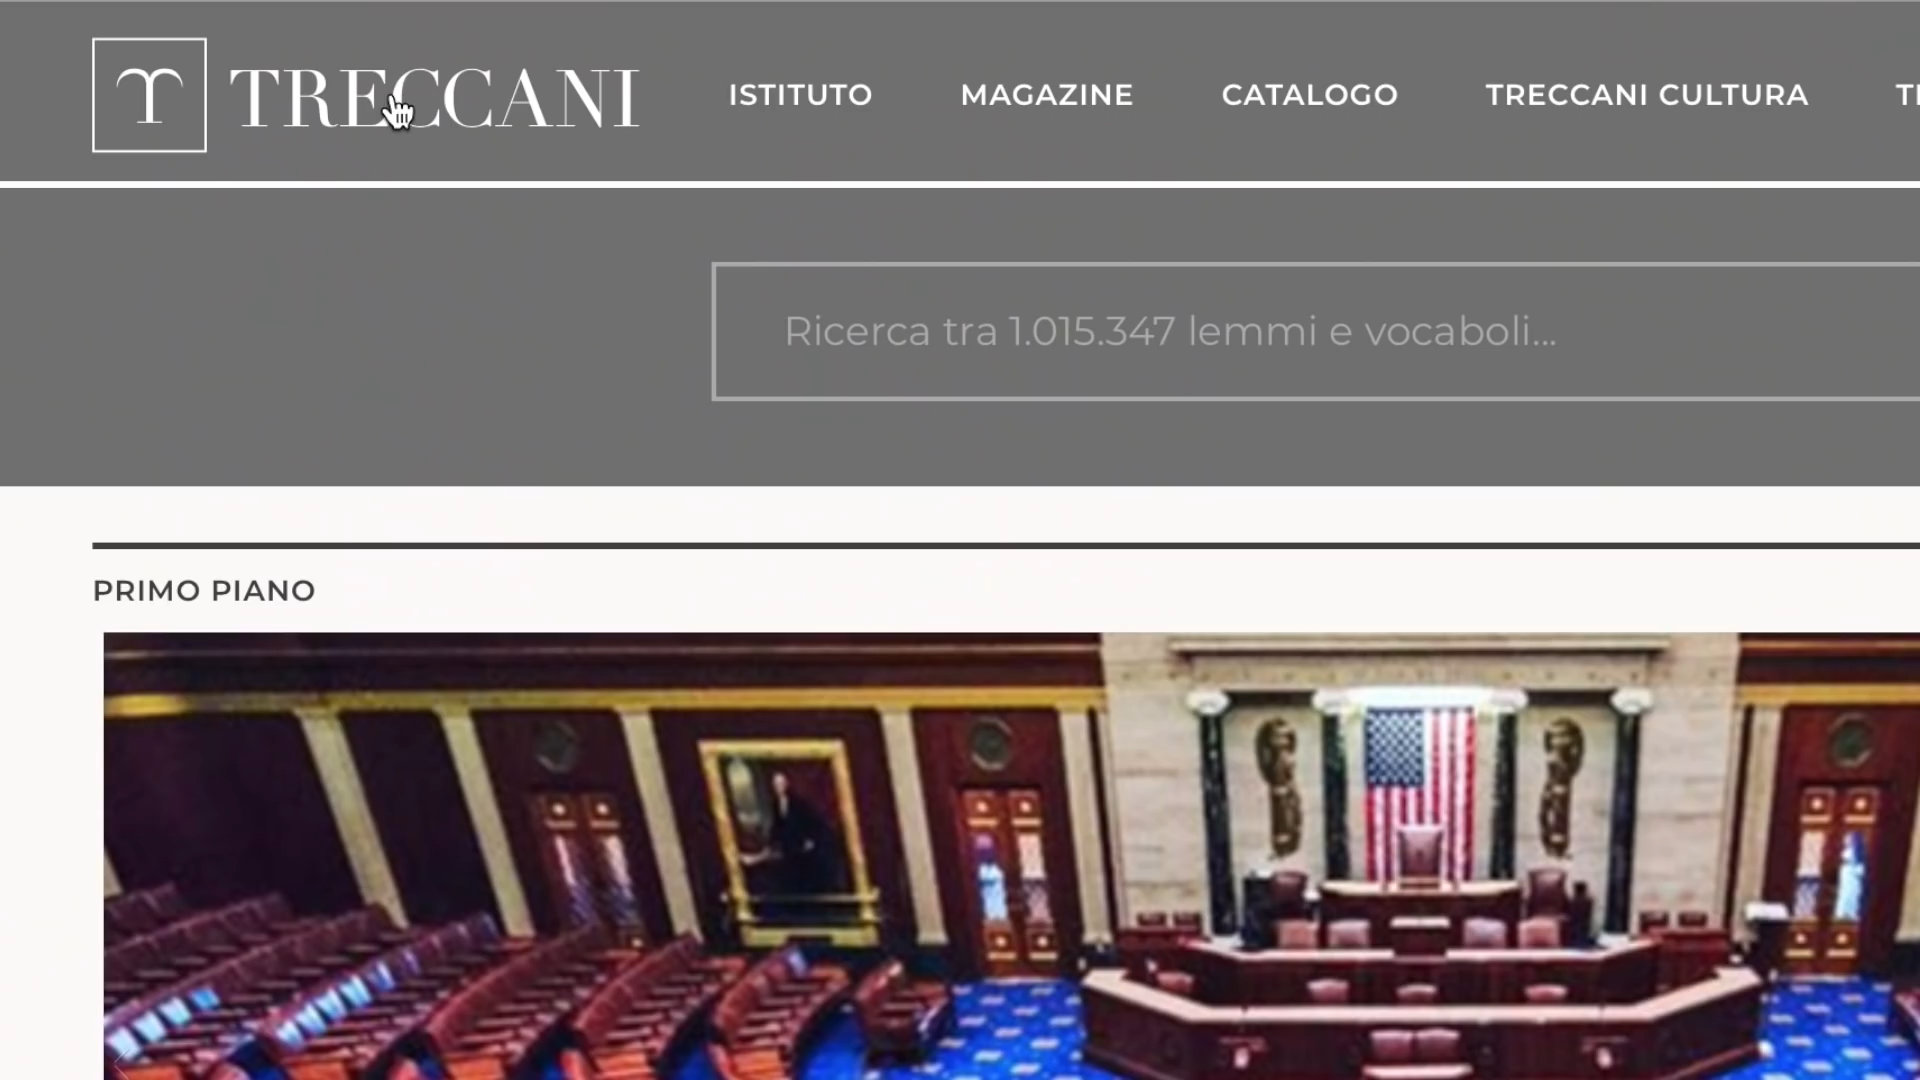 TRECCANI
ISTITUTO
MAGAZINE
CATALOGO
TRECCANI CULTURA
Ricerca tra 1.015.347 lemmi e vocaboli...
PRIMO PIANO